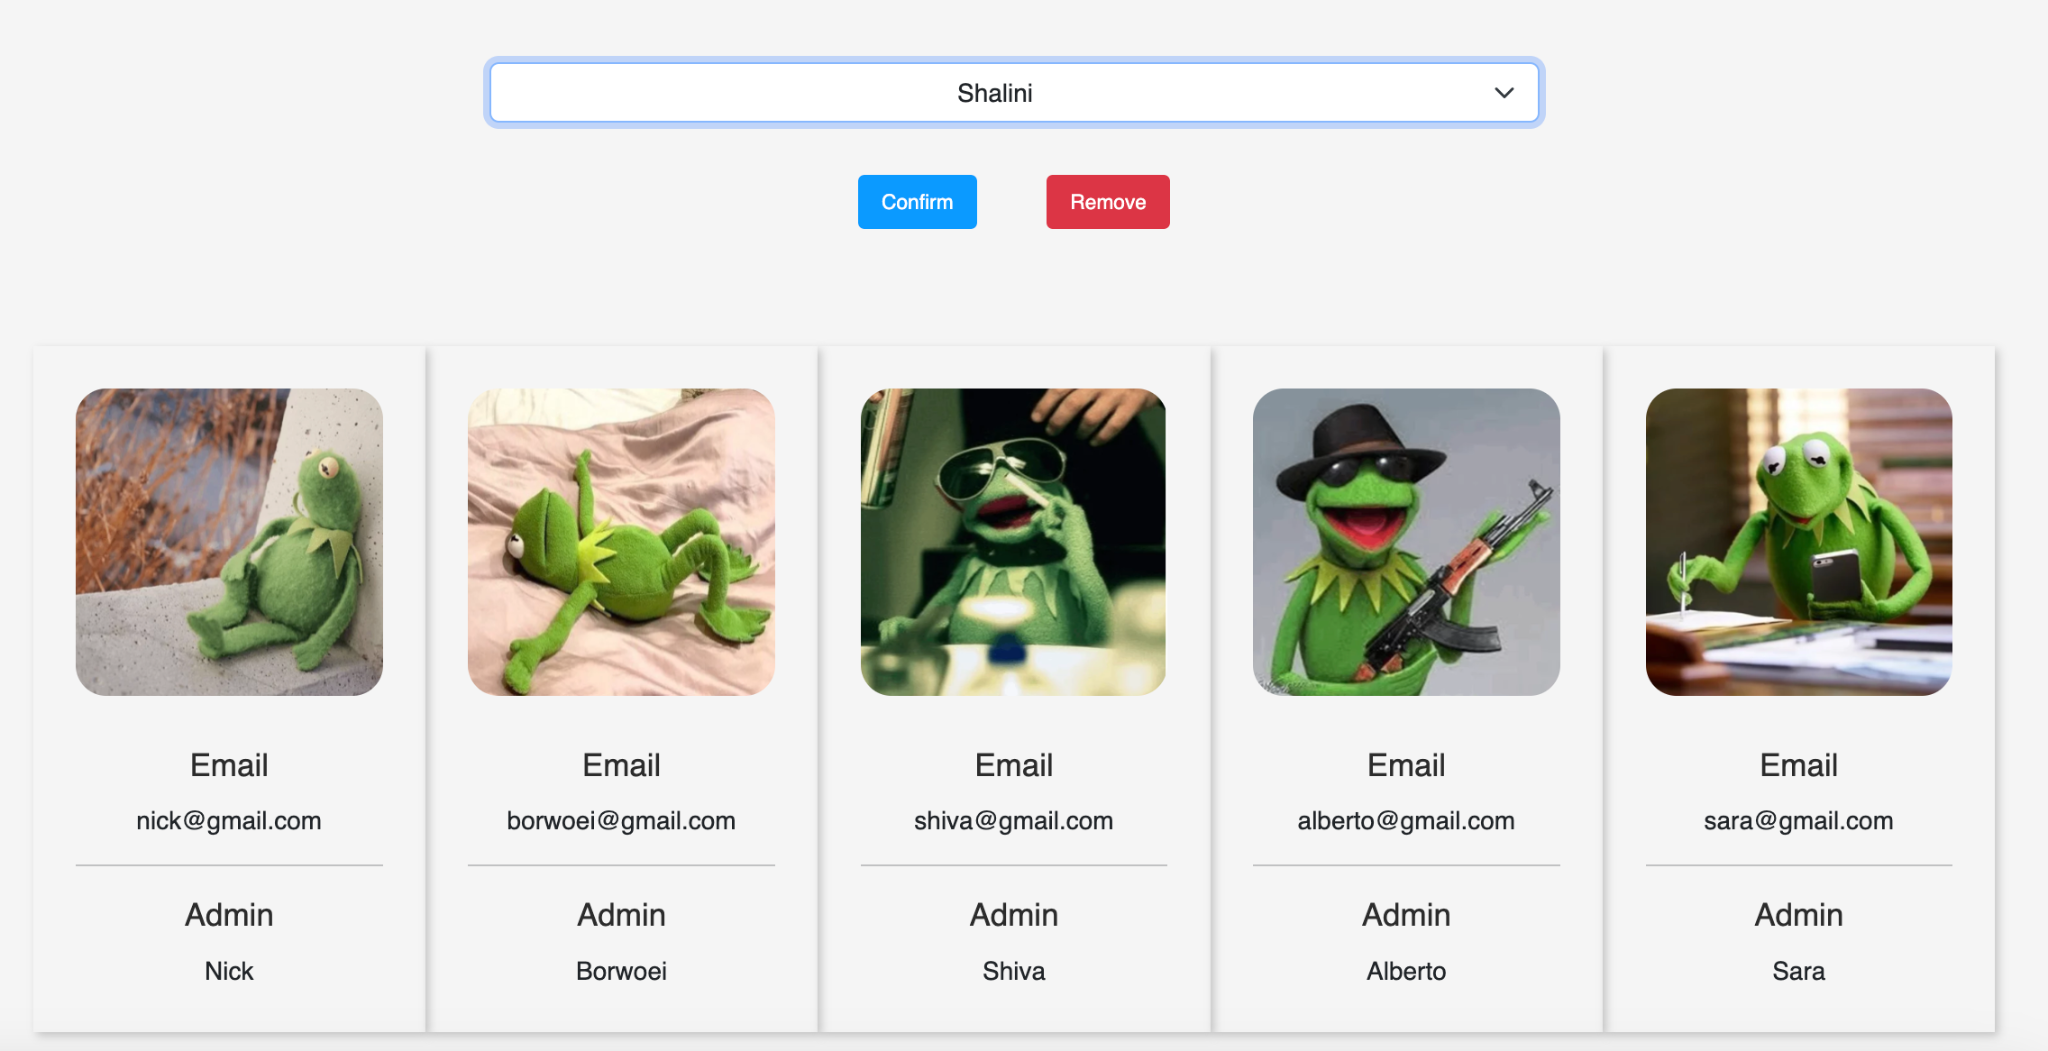 Shalini
Confirm Remove
Email Email Email Email Email
nick@gmail.com borwoei@gmail.com shiva@gmail.com alberto@gmail.com sara@gmail.com
Admin Admin Admin Admin Admin
Nick Borwoei Shiva Alberto Sara